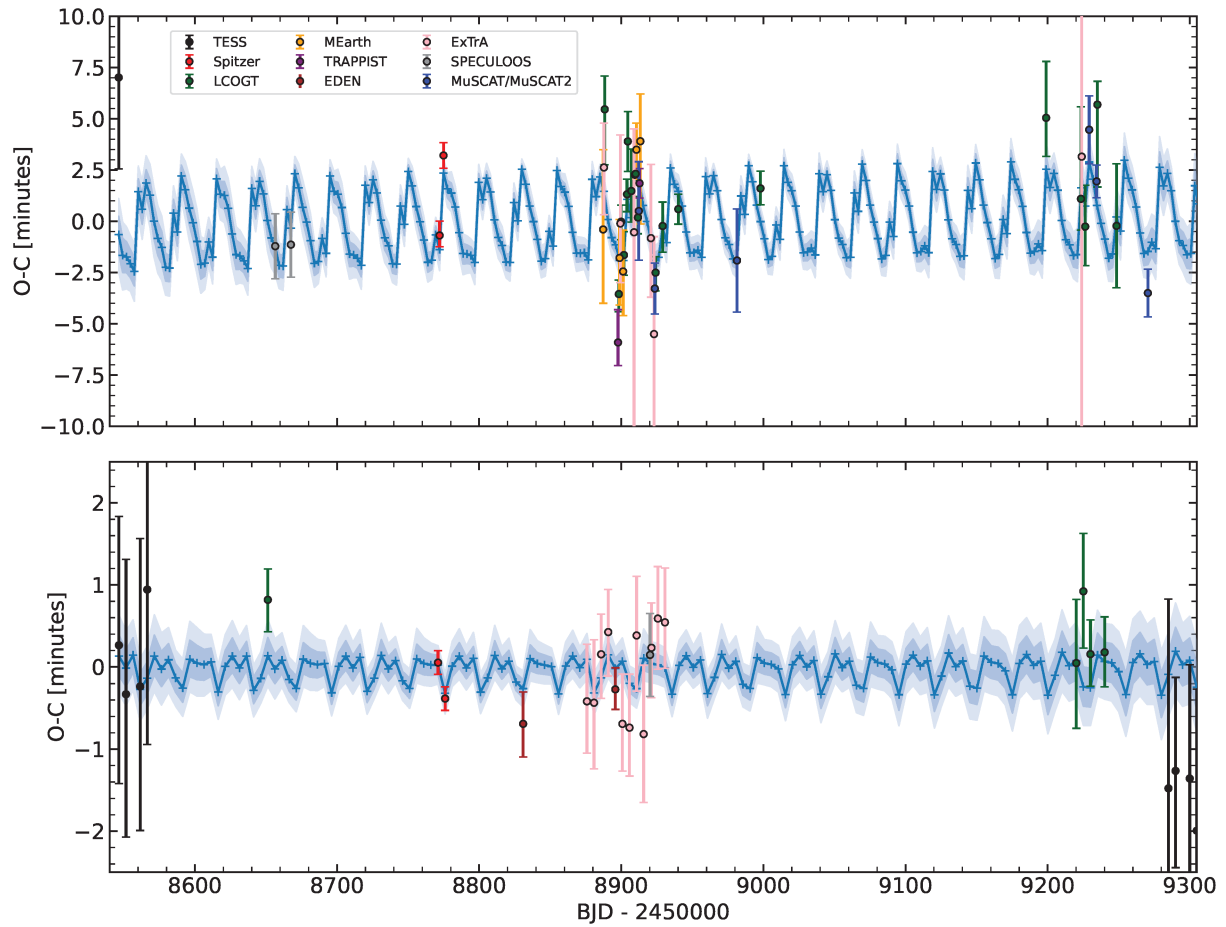 10.0
7.5
5.0
2.5
0.0
−2.5
−5.0
−7.5
−10.0
O-C [minutes]
TESS
Spitzer
LCOGT
MEarth
TRAPPIST
EDEN
ExTrA
SPECULOOS
MuSCAT/MuSCAT2
2
1
0
−1
−2
O-C [minutes]
8600 8700 8800 8900 9000 9100 9200 9300
BJD - 2450000